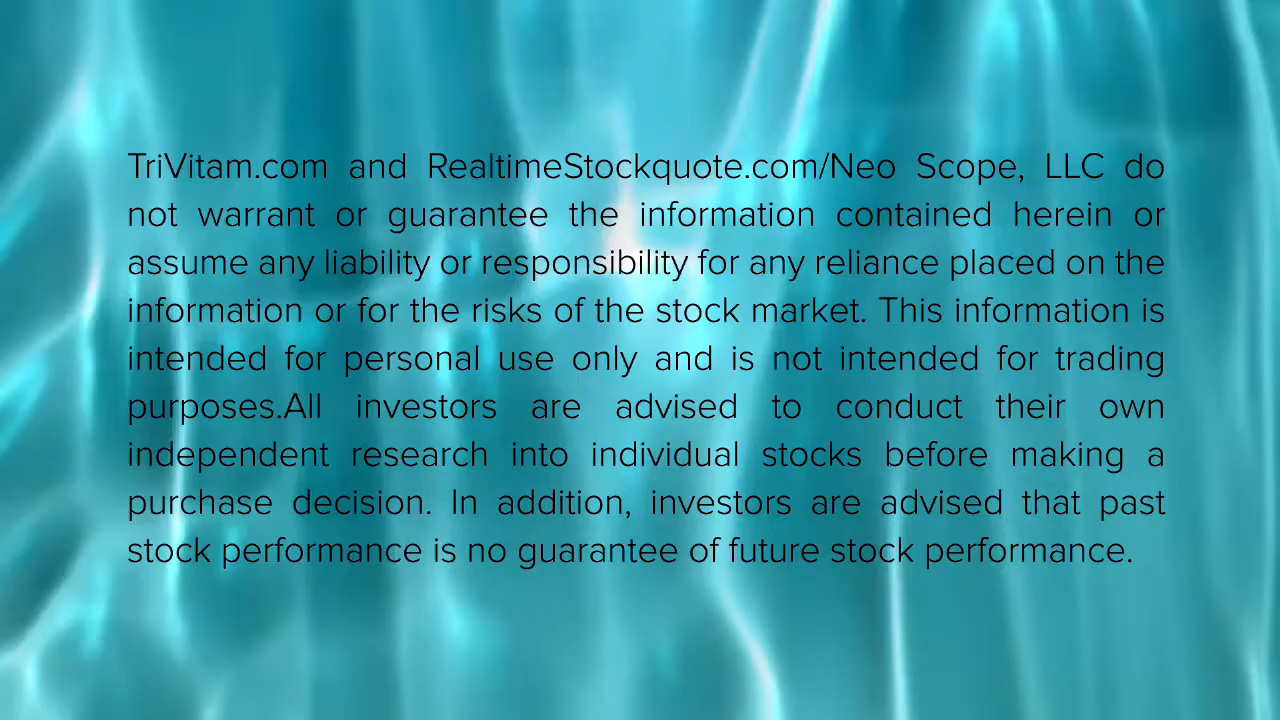 TriVitam.com and RealtimeStockquote.com/Neo Scope, LLC do
not warrant or guarantee the information contained herein or
assume any liability or responsibility for any reliance placed on the
information or for the risks of the stock market. This information is
intended for personal use only and is not intended for trading
purposes.All investors are advised to conduct their own
independent research into individual stocks before making a
purchase decision. In addition, investors are advised that past
stock performance is no guarantee of future stock performance.